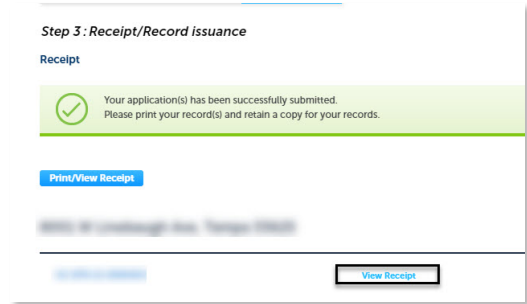 Step 3 : Receipt/Record issuance
Receipt
Your application(s) has been successfully submitted.
Please print your record(s) and retain a copy for your records.
Print/View Receipt
View Receipt